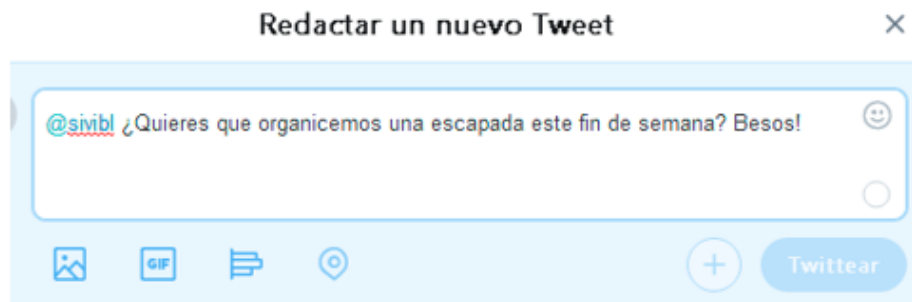 Redactar un nuevo Tweet
@sivibl ¿Quieres que organicemos una escapada este fin de semana? Besos!
GIF
Twittear